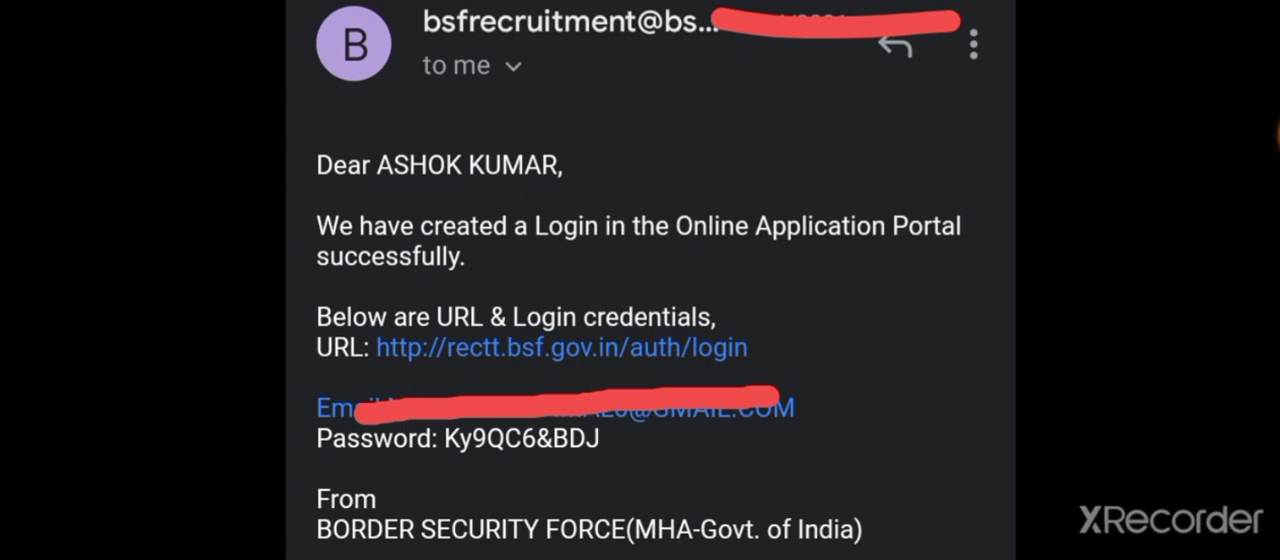 B
bsfrecruitment@bs...
to me
Dear ASHOK KUMAR,
We have created a Login in the Online Application Portal
successfully.
Below are URL & Login credentials,
URL: http://rectt.bsf.gov.in/auth/login
@GMAIL.COM
Password: Ky9QC6&BDJ
From
BORDER SECURITY FORCE(MHA-Govt. of India)
XRecorder